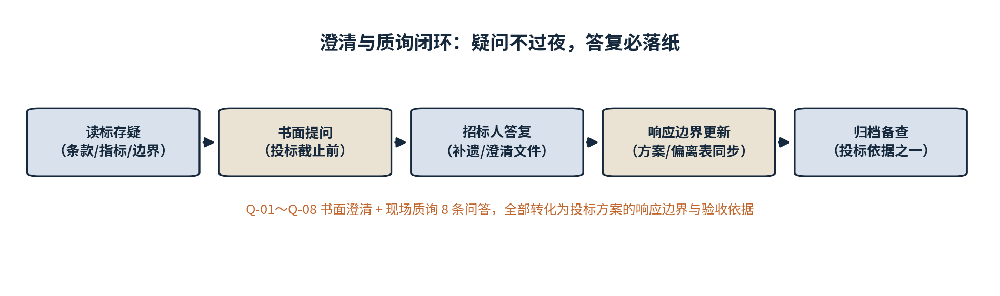 澄清与质询闭环：疑问不过夜，答复必落纸
读标存疑
（条款/指标/边界）
书面提问
（投标截止前）
招标人答复
（补遗/澄清文件）
响应边界更新
（方案/偏离表同步）
归档备查
（投标依据之一）
Q-01～Q-08 书面澄清 + 现场质询 8 条问答，全部转化为投标方案的响应边界与验收依据